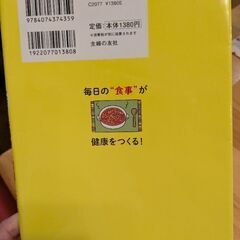 C2077 ¥1380E
9784074374359
定価：本体1380円
主婦の友社
1922077013808
毎日の“食事”が
健康をつくる！